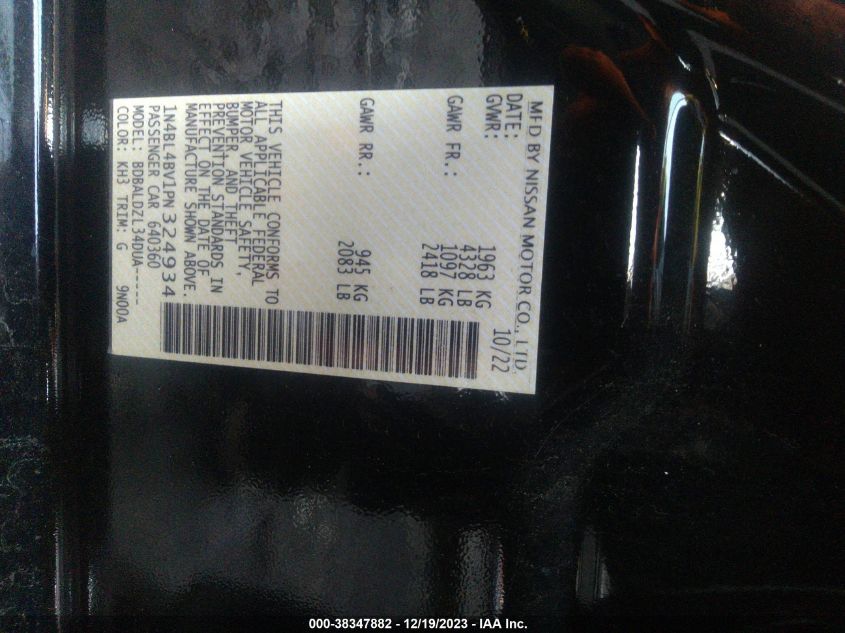 MFD BY NISSAN MOTOR CO., LTD.
DATE: 10/22
GVWR: 1963 KG
4328 LB
GAWR FR.: 1097 KG
2418 LB
GAWR RR.: 945 KG
2083 LB
THIS VEHICLE CONFORMS TO
ALL APPLICABLE FEDERAL
MOTOR VEHICLE SAFETY,
BUMPER, AND THEFT
PREVENTION STANDARDS IN
EFFECT ON THE DATE OF
MANUFACTURE SHOWN ABOVE.
1N4BL4BV1PN324934
PASSENGER CAR 640360
MODEL: BDBALDZL34DUA-----
COLOR: KH3 TRIM: G 9N00A
000-38347882 - 12/19/2023 - IAA Inc.